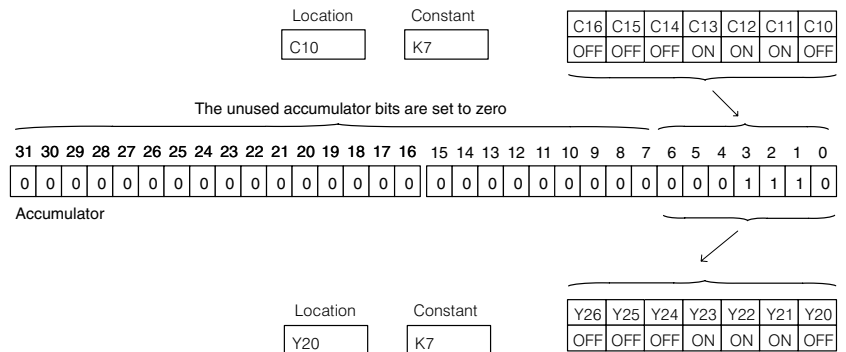 Location Constant
C10 K7
C16 C15 C14 C13 C12 C11 C10
OFF OFF OFF ON ON ON OFF
The unused accumulator bits are set to zero
31 30 29 28 27 26 25 24 23 22 21 20 19 18 17 16 15 14 13 12 11 10 9 8 7 6 5 4 3 2 1 0
0 0 0 0 0 0 0 0 0 0 0 0 0 0 0 0 0 0 0 0 0 0 0 0 0 0 0 0 1 1 1 0
Accumulator
Location Constant
Y20 K7
Y26 Y25 Y24 Y23 Y22 Y21 Y20
OFF OFF OFF ON ON ON OFF